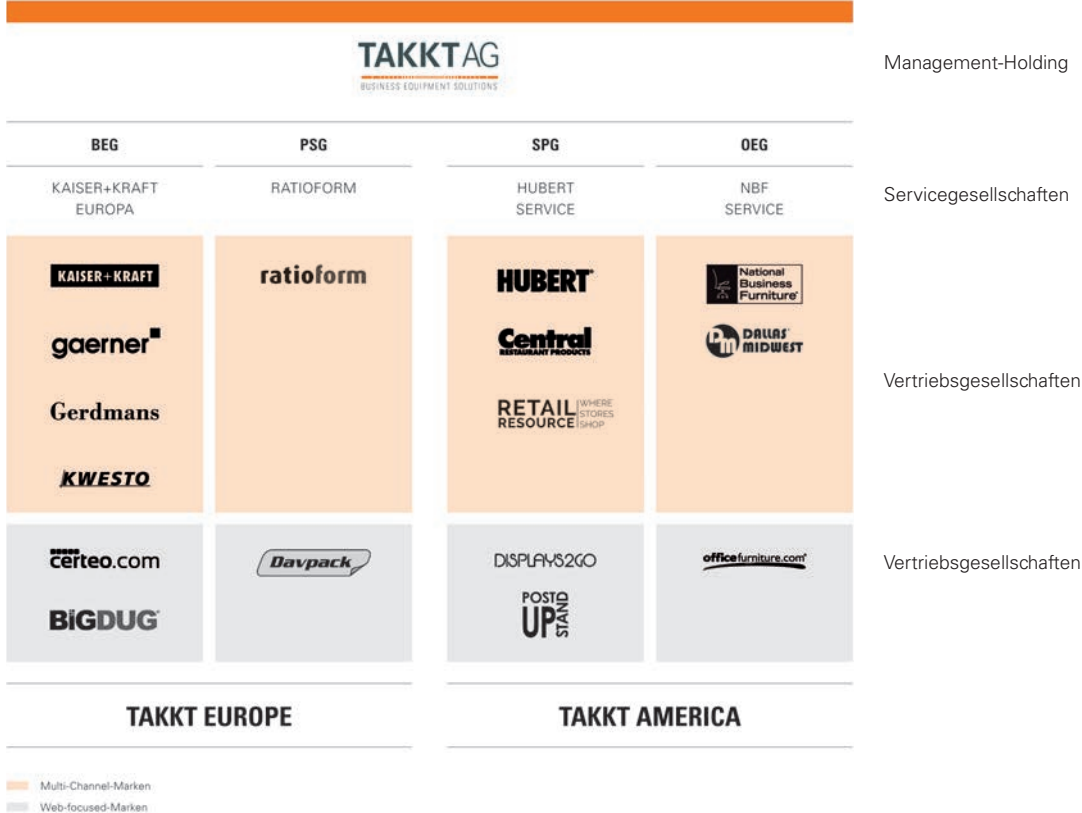 TAKKT AG
BUSINESS EQUIPMENT SOLUTIONS
Management-Holding
BEG
PSG
SPG
OEG
KAISER+KRAFT
EUROPA
RATIOFORM
HUBERT
SERVICE
NBF
SERVICE
Servicegesellschaften
KAISER+KRAFT
gaerner
Gerdmans
KWESTO
ratioform
HUBERT
Central
RESTAURANT PRODUCTS
RETAIL
RESOURCE
WHERE
STORES
SHOP
National
Business
Furniture
DM DALLAS
MIDWEST
Vertriebsgesellschaften
certeo.com
BiGDUG
Davpack
DISPLAYS2GO
POST
UP
STAND
officefurniture.com
Vertriebsgesellschaften
TAKKT EUROPE
TAKKT AMERICA
Multi-Channel-Marken
Web-focused-Marken